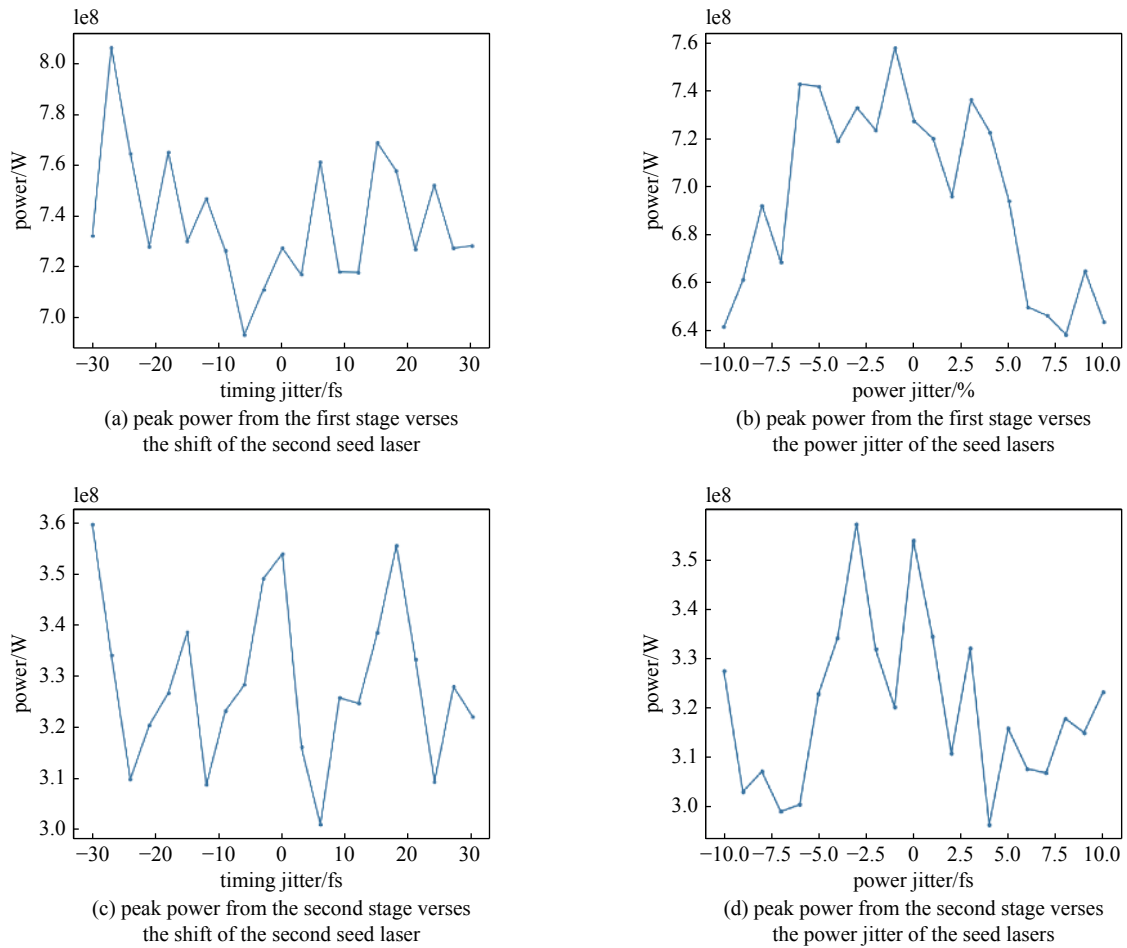 le8
8.0
7.8
7.6
7.4
7.2
7.0
power/W
−30 −20 −10 0 10 20 30
timing jitter/fs
(a) peak power from the first stage verses
the shift of the second seed laser
le8
7.6
7.4
7.2
7.0
6.8
6.6
6.4
power/W
−10.0 −7.5 −5.0 −2.5 0 2.5 5.0 7.5 10.0
power jitter/%
(b) peak power from the first stage verses
the power jitter of the seed lasers
le8
3.6
3.5
3.4
3.3
3.2
3.1
3.0
power/W
−30 −20 −10 0 10 20 30
timing jitter/fs
(c) peak power from the second stage verses
the shift of the second seed laser
le8
3.5
3.4
3.3
3.2
3.1
3.0
power/W
−10.0 −7.5 −5.0 −2.5 0 2.5 5.0 7.5 10.0
power jitter/fs
(d) peak power from the second stage verses
the power jitter of the seed lasers